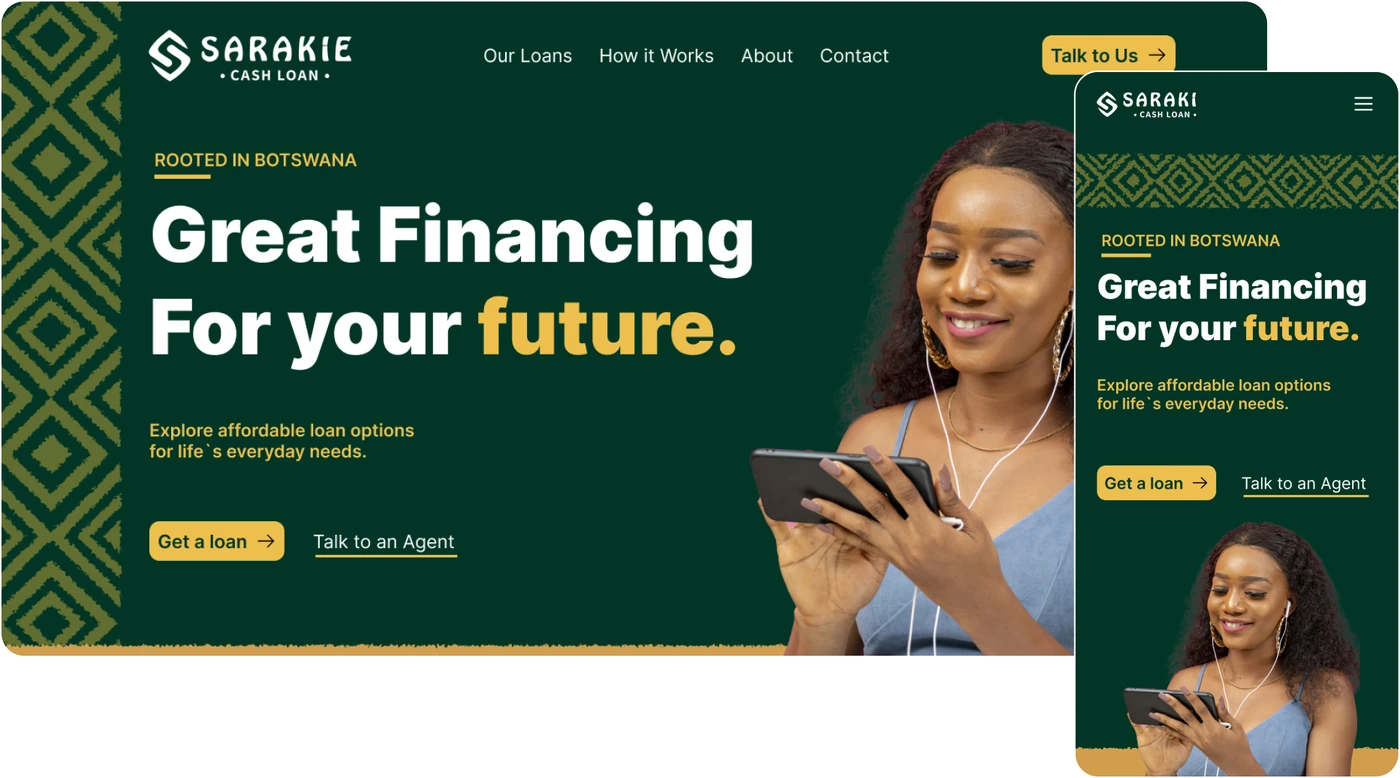 SARAKIE
• CASH LOAN •
Our Loans How it Works About Contact
Talk to Us →
ROOTED IN BOTSWANA
Great Financing
For your future.
Explore affordable loan options
for life`s everyday needs.
Get a loan →
Talk to an Agent
SARAKI
• CASH LOAN •
ROOTED IN BOTSWANA
Great Financing
For your future.
Explore affordable loan options
for life`s everyday needs.
Get a loan →
Talk to an Agent